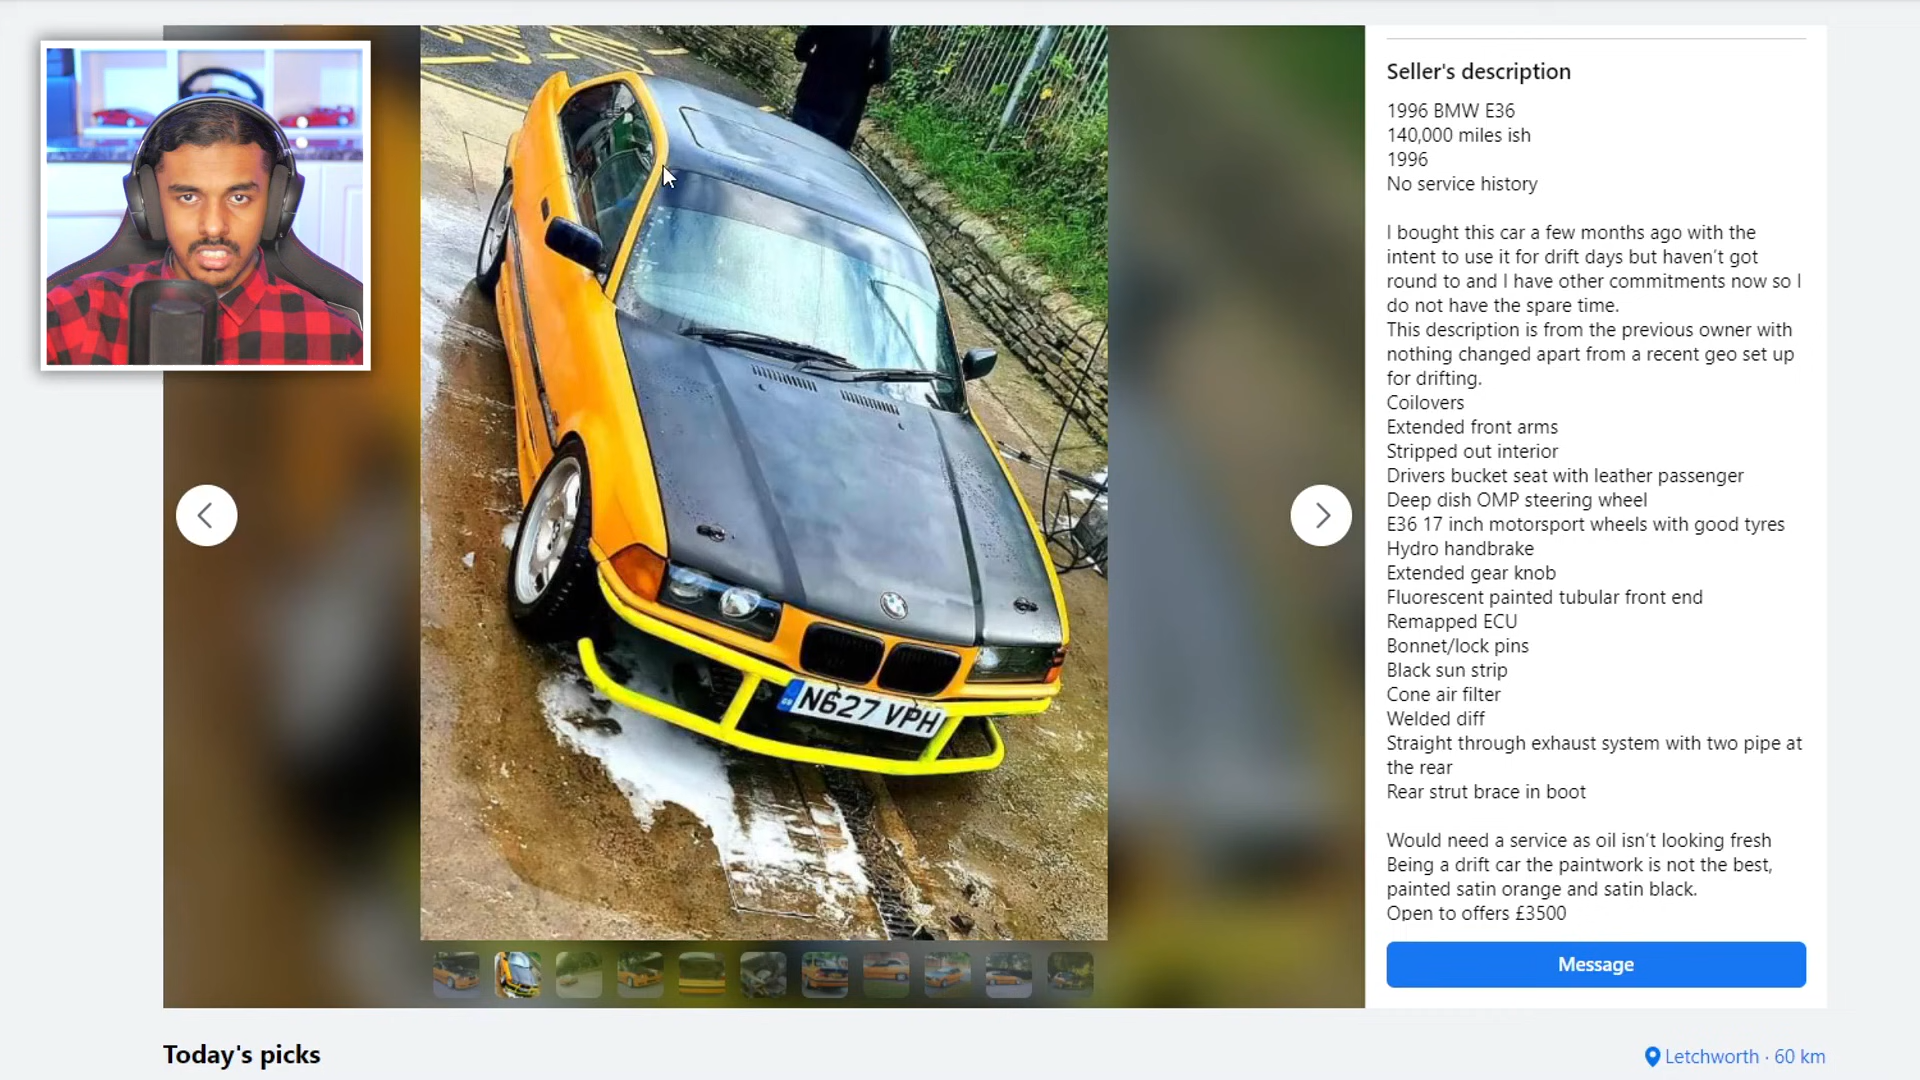 Seller's description
1996 BMW E36
140,000 miles ish
1996
No service history
I bought this car a few months ago with the
intent to use it for drift days but haven't got
round to and I have other commitments now so I
do not have the spare time.
This description is from the previous owner with
nothing changed apart from a recent geo set up
for drifting.
Coilovers
Extended front arms
Stripped out interior
Drivers bucket seat with leather passenger
Deep dish OMP steering wheel
E36 17 inch motorsport wheels with good tyres
Hydro handbrake
Extended gear knob
Fluorescent painted tubular front end
Remapped ECU
Bonnet/lock pins
Black sun strip
Cone air filter
Welded diff
Straight through exhaust system with two pipe at
the rear
Rear strut brace in boot
Would need a service as oil isn't looking fresh
Being a drift car the paintwork is not the best,
painted satin orange and satin black.
Open to offers £3500
Message
N627 VPH
Today's picks
Letchworth · 60 km